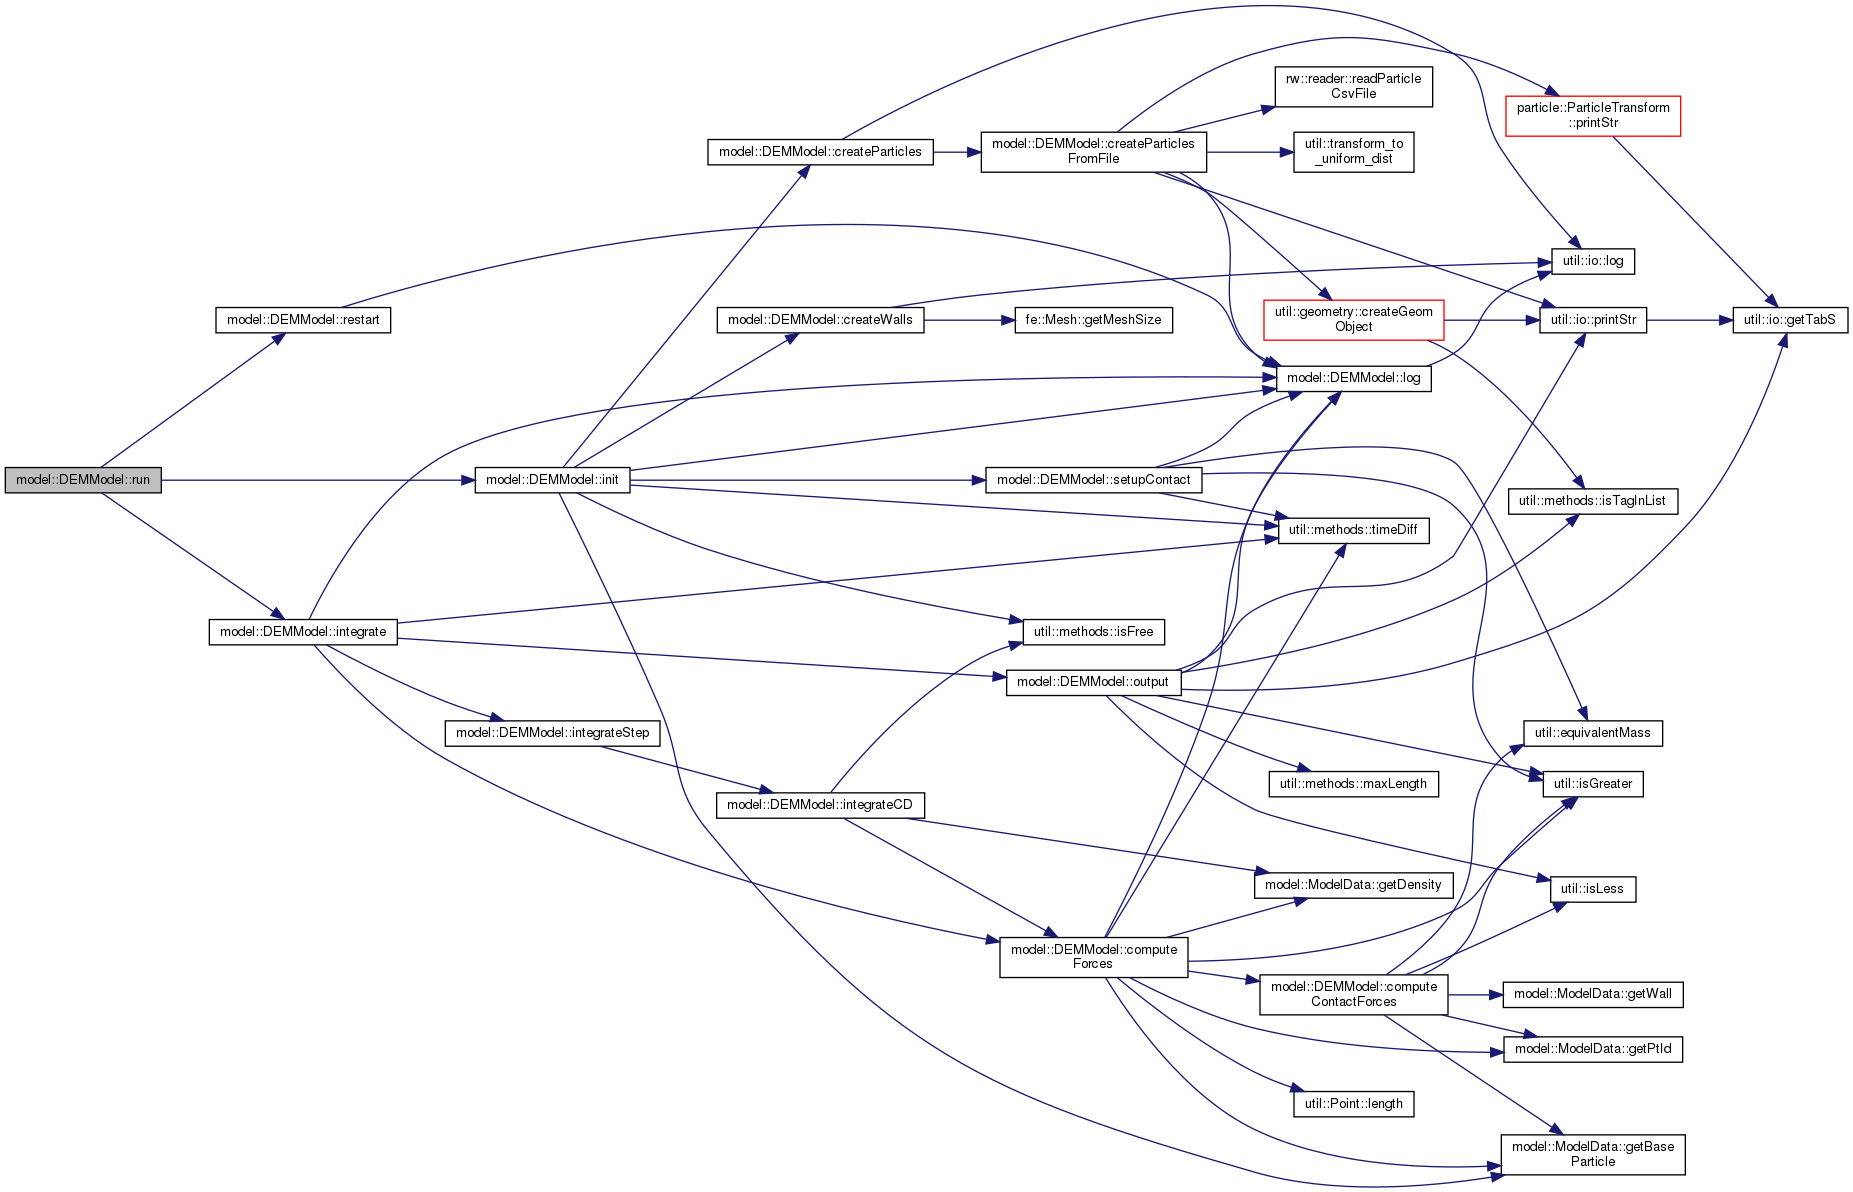 model::DEMModel::run
model::DEMModel::restart
model::DEMModel::integrate
model::DEMModel::init
model::DEMModel::integrateStep
model::DEMModel::createParticles
model::DEMModel::createWalls
model::DEMModel::integrateCD
model::DEMModel::createParticles
FromFile
fe::Mesh::getMeshSize
model::DEMModel::setupContact
util::methods::isFree
model::DEMModel::output
model::DEMModel::compute
Forces
rw::reader::readParticle
CsvFile
util::transform_to
_uniform_dist
util::geometry::createGeom
Object
model::DEMModel::log
util::methods::timeDiff
util::methods::maxLength
model::ModelData::getDensity
model::DEMModel::compute
ContactForces
util::Point::length
particle::ParticleTransform
::printStr
util::io::log
util::io::printStr
util::methods::isTagInList
util::equivalentMass
util::isGreater
util::isLess
model::ModelData::getWall
model::ModelData::getPtId
model::ModelData::getBase
Particle
util::io::getTabS